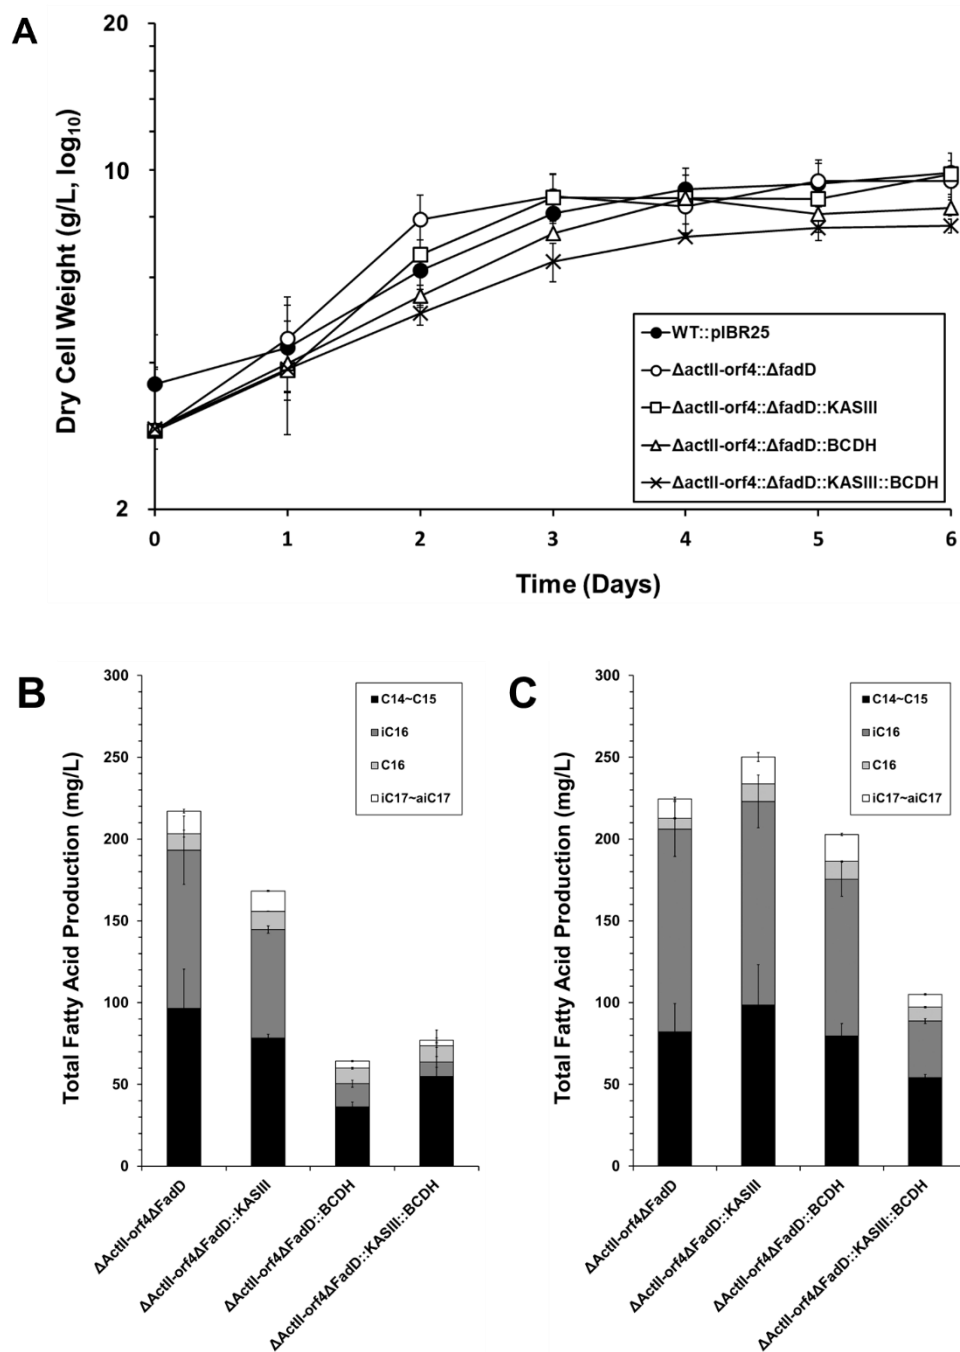 A
Dry Cell Weight (g/L, log10)
20
10
2
0 1 2 3 4 5 6
Time (Days)
WT::pIBR25
ΔactII-orf4::ΔfadD
ΔactII-orf4::ΔfadD::KASIII
ΔactII-orf4::ΔfadD::BCDH
ΔactII-orf4::ΔfadD::KASIII::BCDH
B
Total Fatty Acid Production (mg/L)
300
250
200
150
100
50
0
C14~C15
iC16
C16
iC17~aiC17
ΔActII-orf4ΔFadD
ΔActII-orf4ΔFadD::KASIII
ΔActII-orf4ΔFadD::BCDH
ΔActII-orf4ΔFadD::KASIII::BCDH
C
Total Fatty Acid Production (mg/L)
300
250
200
150
100
50
0
C14~C15
iC16
C16
iC17~aiC17
ΔActII-orf4ΔFadD
ΔActII-orf4ΔFadD::KASIII
ΔActII-orf4ΔFadD::BCDH
ΔActII-orf4ΔFadD::KASIII::BCDH